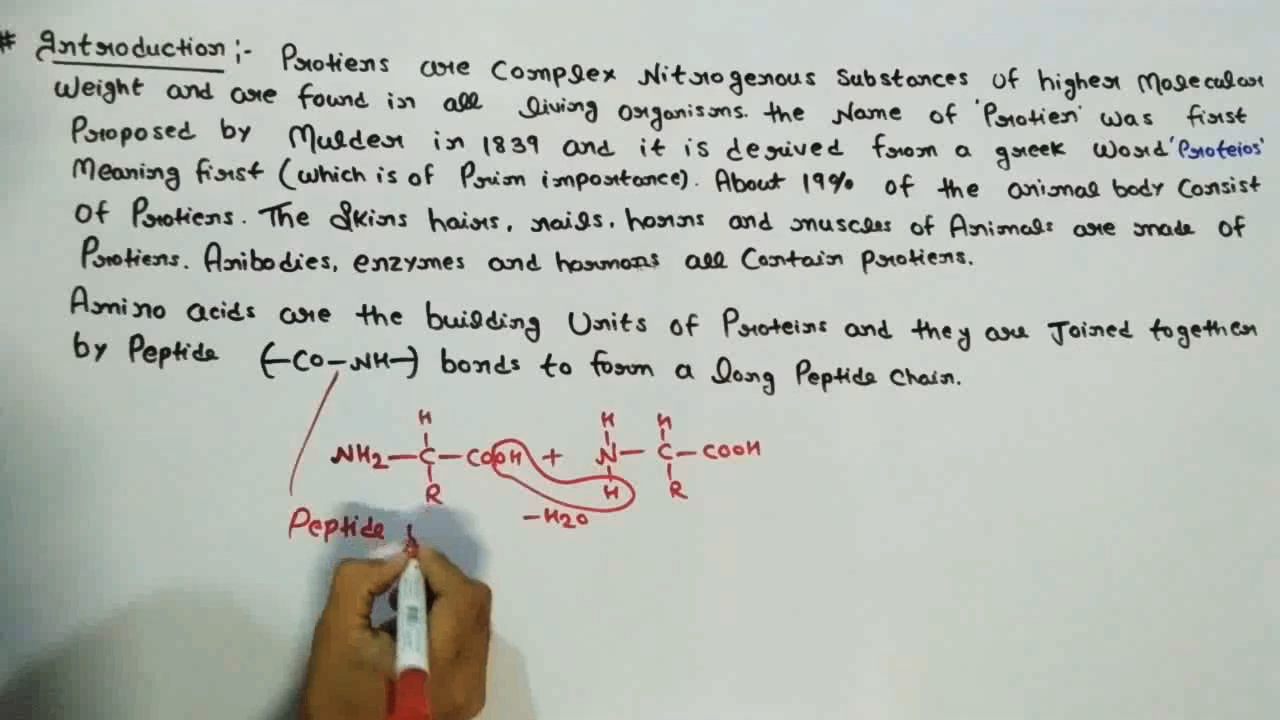 # Introduction :- Protiens are complex Nitrogenous substances of higher Molecular
weight and are found in all living organisms. the Name of 'Protien' was first
Proposed by Mulder in 1839 and it is derived from a greek word 'Proteios'
Meaning first (which is of Prim importance). About 19% of the animal body Consist
of Protiens. The Skins hairs, nails, horns and muscles of Animals are made of
Protiens. Anibodies, enzymes and harmons all Contain protiens.
Amino acids are the building Units of Proteins and they are Joined together
by Peptide (-CO-NH-) bonds to form a long Peptide chain.
H H H
NH2-C-COOH + N-C-COOH
R H R
-H2O
Peptide b